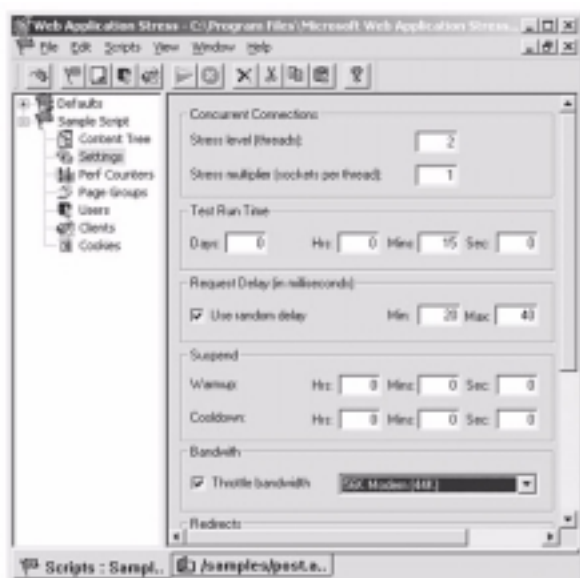 Web Application Stress - C:\Program Files\Microsoft Web Application Stress...
File Edit Scripts View Window Help
Defaults
Sample Script
Content Tree
Settings
Perf Counters
Page Groups
Users
Clients
Cookies
Concurrent Connections
Stress level (threads): 2
Stress multiplier (sockets per thread): 1
Test Run Time
Days: 0 Hrs: 0 Mins: 15 Sec: 0
Request Delay (in milliseconds)
Use random delay Min: 20 Max: 40
Suspend
Warmup: Hrs: 0 Mins: 0 Sec: 0
Cooldown: Hrs: 0 Mins: 0 Sec: 0
Bandwith
Throttle bandwidth 56K Modem (44K)
Redirects
Scripts : Sampl.. /samples/post.a..